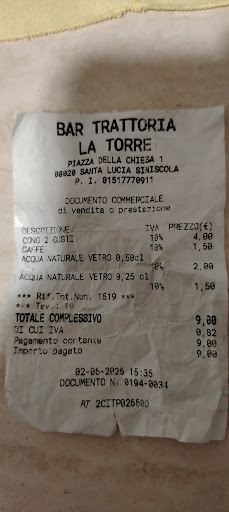 BAR TRATTORIA
LA TORRE
PIAZZA DELLA CHIESA 1
08020 SANTA LUCIA SINISCOLA
P. I. 01517770911
DOCUMENTO COMMERCIALE
di vendita o prestazione
DESCRIZIONE IVA PREZZO(€)
CONO 2 GUSTI 10% 4,00
CAFFE 10% 1,50
ACQUA NATURALE VETRO 0,50cl
10% 2,00
ACQUA NATURALE VETRO 0,25 cl
10% 1,50
*** Rif.Int.Num. 1519 ***
*** Tav.: 10
TOTALE COMPLESSIVO 9,00
DI CUI IVA 0,82
Pagamento contante 9,00
Importo pagato 9,00
02-06-2025 15:35
DOCUMENTO N. 0194-0034
RT 2CITP026500